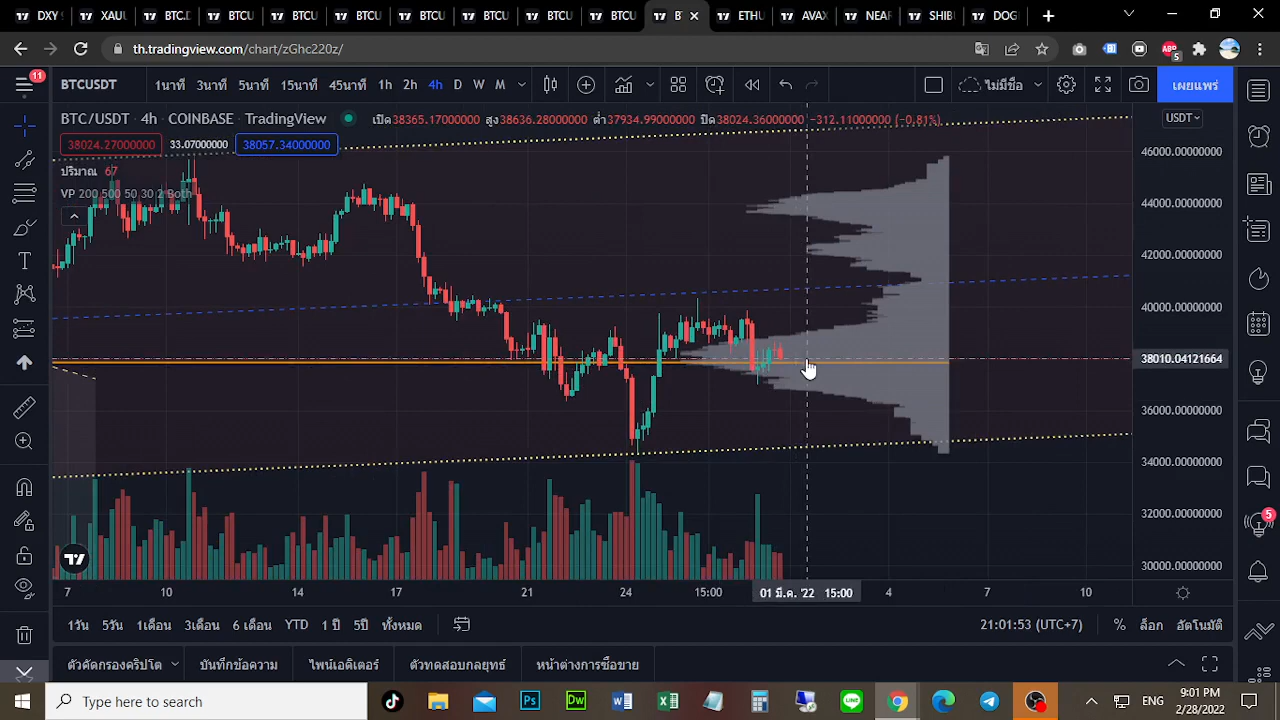 DXY
XAUI
BTC.D
BTCU
BTCU
BTCU
BTCU
BTCU
BTCU
BTCU
ETHU
AVAX
NEAR
SHIBU
DOGI
th.tradingview.com/chart/zGhc220z/
5
11
BTCUSDT
1นาที
3นาที
5นาที
15นาที
45นาที
1h
2h
4h
D
W
M
ไม่มีชื่อ
เผยแพร่
BTC/USDT · 4h · COINBASE · TradingView
เปิด38365.17000000 สูง38636.28000000 ต่ำ37934.99000000 ปิด38024.36000000 −312.11000000 (−0.81%)
USDT
38024.27000000
33.07000000
38057.34000000
ปริมาณ 67
VP 200 500 50 30 2 Both
46000.00000000
44000.00000000
42000.00000000
40000.00000000
38010.04121664
36000.00000000
34000.00000000
32000.00000000
30000.00000000
5
7
10
14
17
21
24
15:00
01 มี.ค. '22 15:00
4
7
10
1วัน
5วัน
1เดือน
3เดือน
6 เดือน
YTD
1 ปี
5ปี
ทั้งหมด
21:01:53 (UTC+7)
%
ล็อก
อัตโนมัติ
ตัวคัดกรองคริปโต
บันทึกข้อความ
ไพน์เอดิเตอร์
ตัวทดสอบกลยุทธ์
หน้าต่างการซื้อขาย
Type here to search
Ps
Dw
LINE
ENG
9:01 PM
2/28/2022